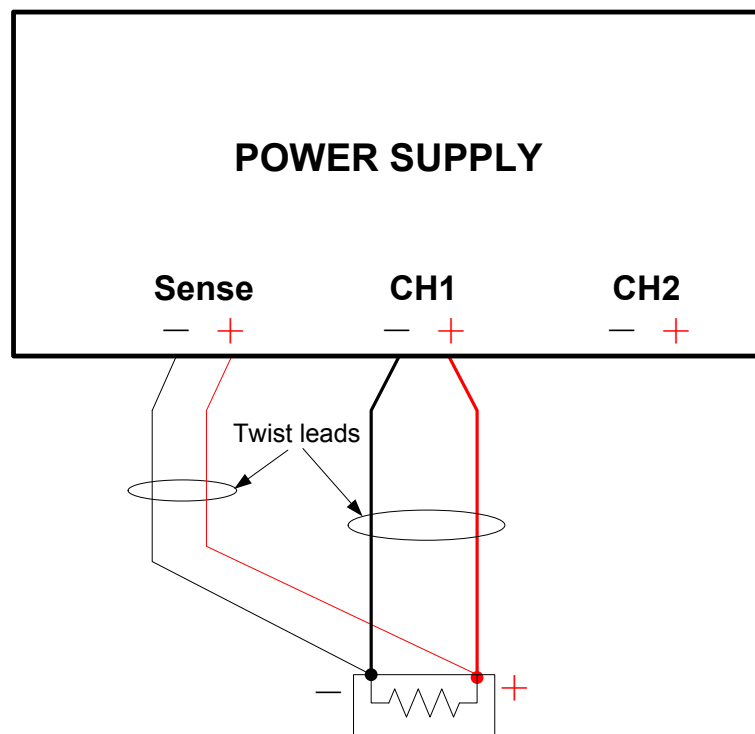 POWER SUPPLY
Sense CH1 CH2
− + − + − +
Twist leads
− +